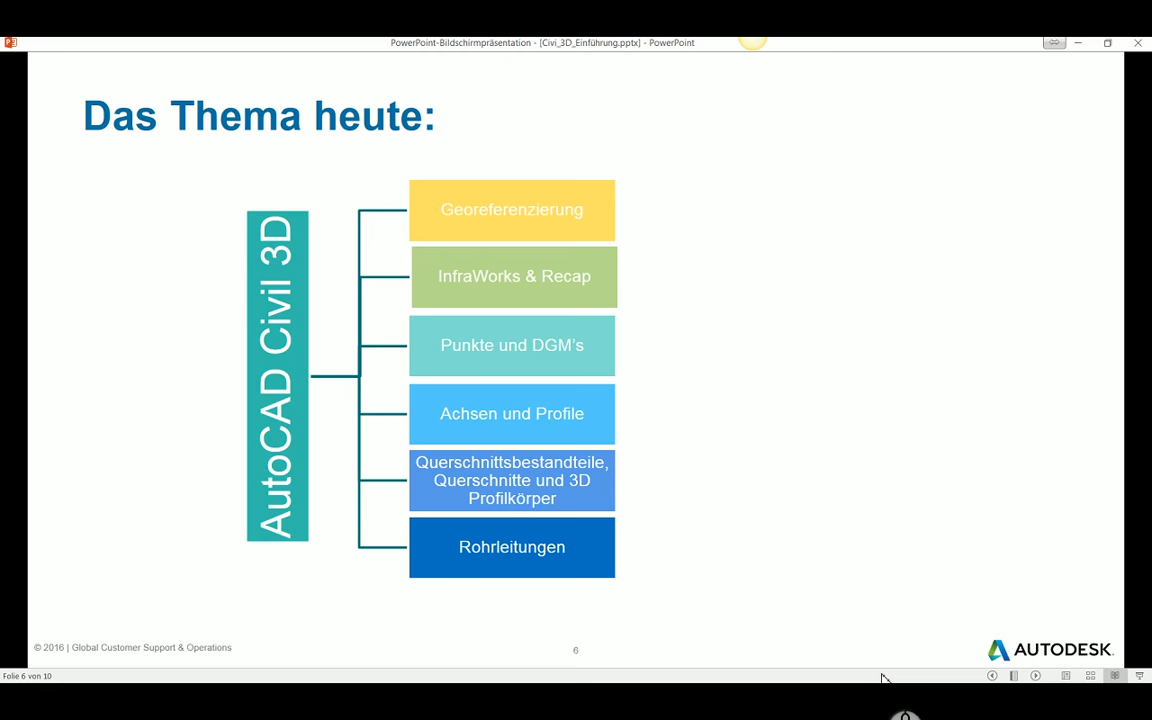 PowerPoint-Bildschirmpräsentation - [Civi_3D_Einführung.pptx] - PowerPoint
Das Thema heute:
AutoCAD Civil 3D
Georeferenzierung
InfraWorks & Recap
Punkte und DGM's
Achsen und Profile
Querschnittsbestandteile,
Querschnitte und 3D
Profilkörper
Rohrleitungen
© 2016 | Global Customer Support & Operations
6
AUTODESK.
Folie 6 von 10